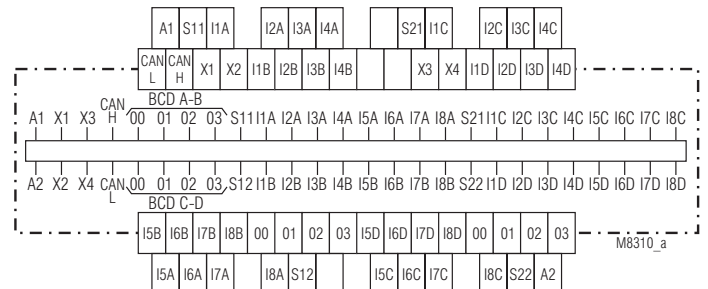 A1 S11 I1A I2A I3A I4A S21 I1C I2C I3C I4C
CAN L CAN H X1 X2 I1B I2B I3B I4B X3 X4 I1D I2D I3D I4D
BCD A-B
A1 X1 X3 CAN H 00 01 02 03 S11 I1A I2A I3A I4A I5A I6A I7A I8A S21 I1C I2C I3C I4C I5C I6C I7C I8C
A2 X2 X4 CAN L 00 01 02 03 S12 I1B I2B I3B I4B I5B I6B I7B I8B S22 I1D I2D I3D I4D I5D I6D I7D I8D
BCD C-D
I5B I6B I7B I8B 00 01 02 03 I5D I6D I7D I8D 00 01 02 03
M8310_a
I5A I6A I7A I8A S12 I5C I6C I7C I8C S22 A2